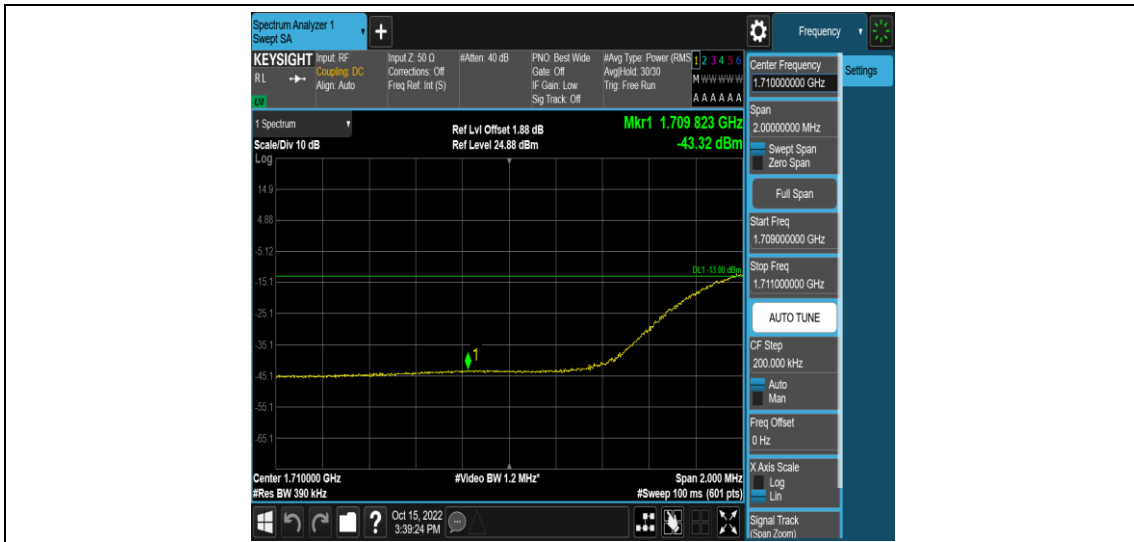 Spectrum Analyzer 1
Swept SA
+
Frequency
KEYSIGHT
RL
LM
Input: RF
Coupling: DC
Align: Auto
Input Z: 50 Ω
Corrections: Off
Freq Ref: Int (S)
#Atten: 40 dB
PNO: Best Wide
Gate: Off
IF Gain: Low
Sig Track: Off
#Avg Type: Power (RMS
Avg|Hold: 30/30
Trig: Free Run
1 2 3 4 5 6
M W W W W W
A A A A A A
1 Spectrum
Scale/Div 10 dB
Ref Lvl Offset 1.88 dB
Ref Level 24.88 dBm
Mkr1 1.709 823 GHz
-43.32 dBm
Log
14.9
4.88
-5.12
-15.1
-25.1
-35.1
-45.1
-55.1
-65.1
DL1 -13.00 dBm
1
Center 1.710000 GHz
#Res BW 390 kHz
#Video BW 1.2 MHz*
Span 2.000 MHz
#Sweep 100 ms (601 pts)
?
Oct 15, 2022
3:39:24 PM
Center Frequency
1.710000000 GHz
Settings
Span
2.00000000 MHz
Swept Span
Zero Span
Full Span
Start Freq
1.709000000 GHz
Stop Freq
1.711000000 GHz
AUTO TUNE
CF Step
200.000 kHz
Auto
Man
Freq Offset
0 Hz
X Axis Scale
Log
Lin
Signal Track
(Span Zoom)